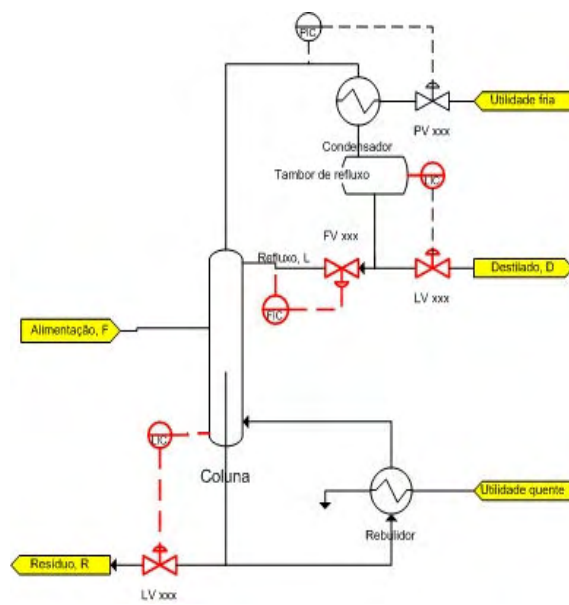 PIC
Utilidade fria
PV xxx
Condensador
Tambor de refluxo
LIC
FV xxx
Refluxo, L
Destilado, D
LV xxx
FIC
Alimentação, F
LIC
Coluna
Utilidade quente
Rebulidor
Resíduo, R
LV xxx